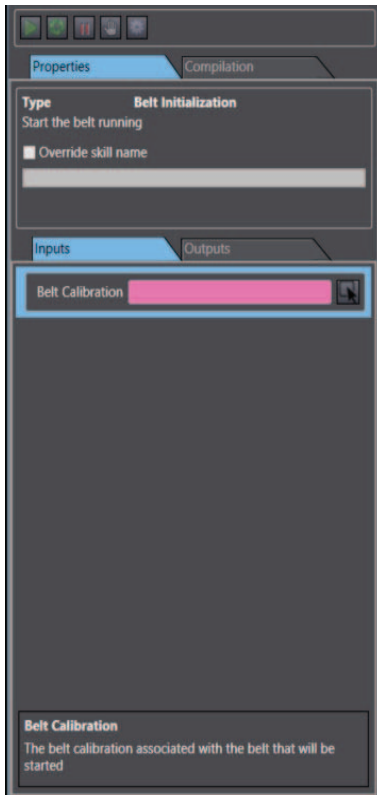 Properties
Compilation
Type Belt Initialization
Start the belt running
Override skill name
Inputs
Outputs
Belt Calibration
Belt Calibration
The belt calibration associated with the belt that will be
started